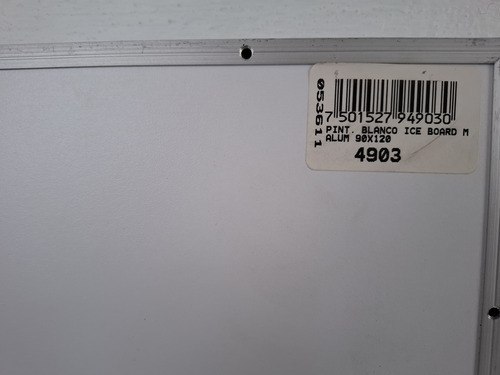 053611
7 501527 949030
PINT. BLANCO ICE BOARD M
ALUM 90X120
4903